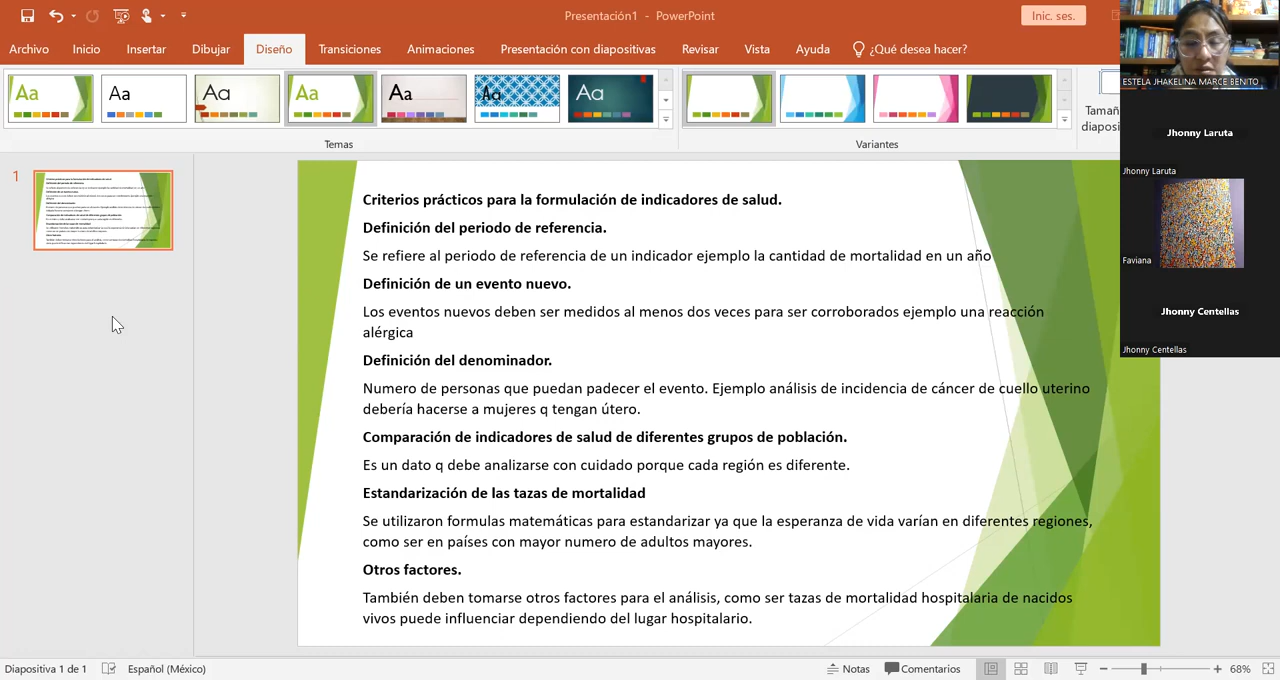 Presentación1 - PowerPoint
Inic. ses.
Archivo Inicio Insertar Dibujar Diseño Transiciones Animaciones Presentación con diapositivas Revisar Vista Ayuda ¿Qué desea hacer?
Aa Aa Aa Aa Aa Aa Aa
Temas
Variantes
ESTELA JHAKELINA MARCE BENITO
Jhonny Laruta
Jhonny Laruta
Faviana
Jhonny Centellas
Jhonny Centellas
1
Criterios prácticos para la formulación de indicadores de salud.
Definición del periodo de referencia.
Se refiere al periodo de referencia de un indicador ejemplo la cantidad de mortalidad en un año
Definición de un evento nuevo.
Los eventos nuevos deben ser medidos al menos dos veces para ser corroborados ejemplo una reacción
alérgica
Definición del denominador.
Numero de personas que puedan padecer el evento. Ejemplo análisis de incidencia de cáncer de cuello uterino
debería hacerse a mujeres q tengan útero.
Comparación de indicadores de salud de diferentes grupos de población.
Es un dato q debe analizarse con cuidado porque cada región es diferente.
Estandarización de las tazas de mortalidad
Se utilizaron formulas matemáticas para estandarizar ya que la esperanza de vida varían en diferentes regiones,
como ser en países con mayor numero de adultos mayores.
Otros factores.
También deben tomarse otros factores para el análisis, como ser tazas de mortalidad hospitalaria de nacidos
vivos puede influenciar dependiendo del lugar hospitalario.
Diapositiva 1 de 1 Español (México) Notas Comentarios 68%